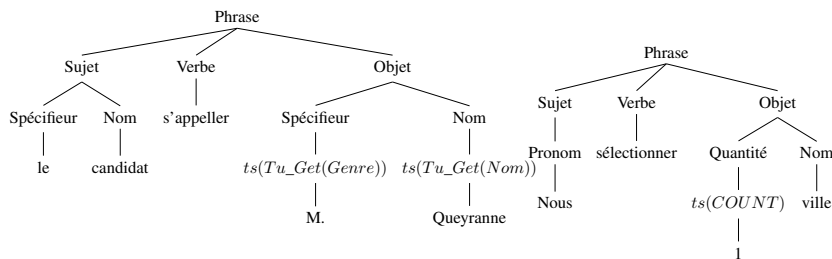 Phrase
Sujet Verbe Objet
Spécifieur Nom s'appeller Spécifieur Nom
le candidat ts(Tu_Get(Genre)) ts(Tu_Get(Nom))
M. Queyranne
Phrase
Sujet Verbe Objet
Pronom sélectionner Quantité Nom
Nous ts(COUNT) ville
1